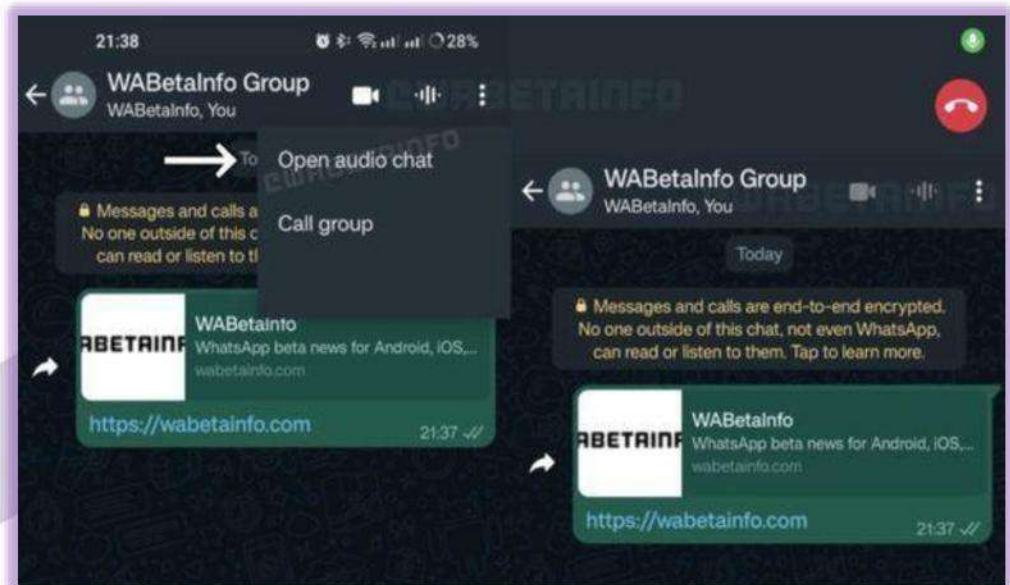 21:38
28%
WABetaInfo Group
WABetaInfo, You
To
Open audio chat
Call group
Messages and calls a
No one outside of this c
can read or listen to th
ABETAINF
WABetaInfo
WhatsApp beta news for Android, iOS,...
wabetainfo.com
https://wabetainfo.com
21:37
@WABETAINFO
WABetaInfo Group
WABetaInfo, You
Today
Messages and calls are end-to-end encrypted.
No one outside of this chat, not even WhatsApp,
can read or listen to them. Tap to learn more.
ABETAINF
WABetaInfo
WhatsApp beta news for Android, iOS,...
wabetainfo.com
https://wabetainfo.com
21:37